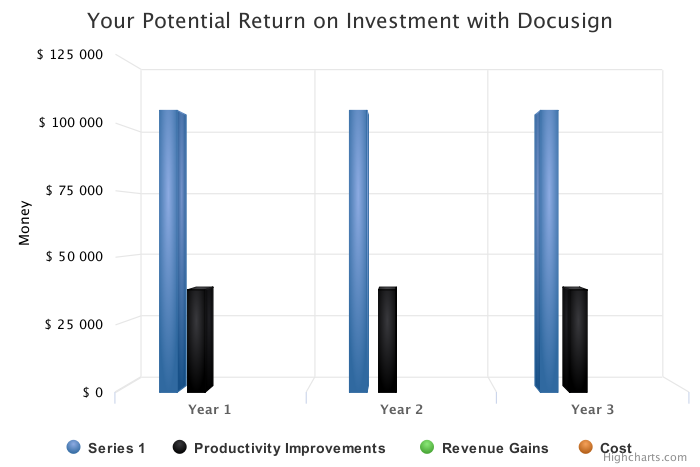 Your Potential Return on Investment with Docusign
$ 125 000
$ 100 000
$ 75 000
$ 50 000
$ 25 000
$ 0
Money
Year 1
Year 2
Year 3
Series 1
Productivity Improvements
Revenue Gains
Cost
Highcharts.com